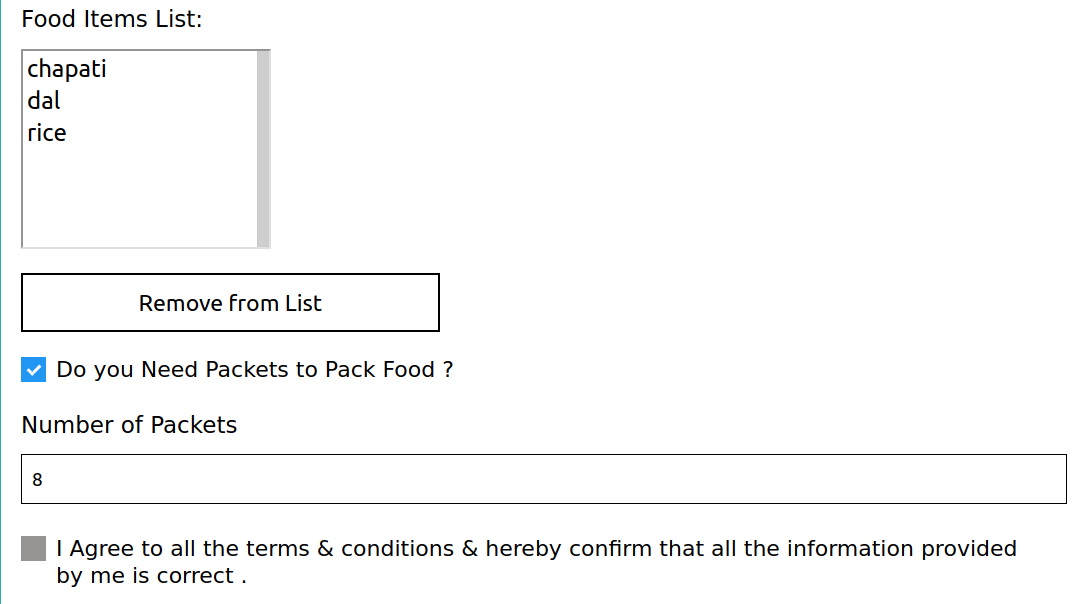 Food Items List:
chapati
dal
rice
Remove from List
Do you Need Packets to Pack Food ?
Number of Packets
8
I Agree to all the terms & conditions & hereby confirm that all the information provided
by me is correct .